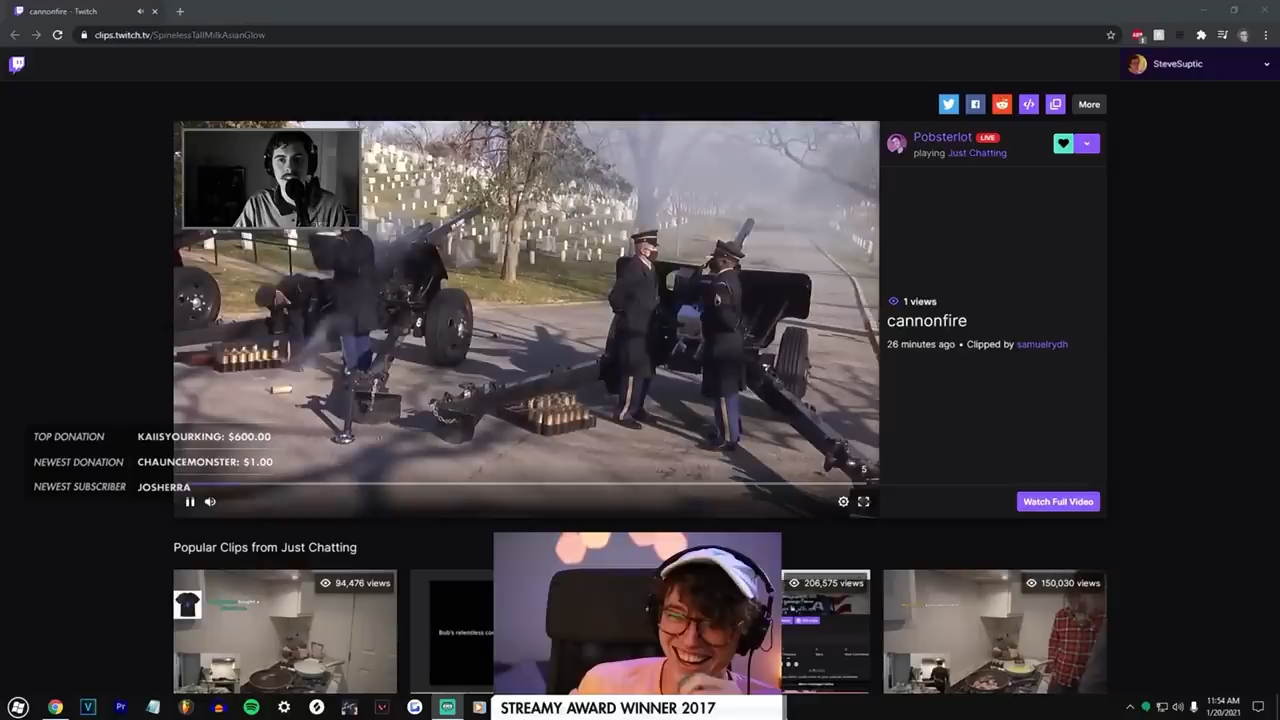 cannonfire - Twitch
clips.twitch.tv/SpinelessTallMilkAsianGlow
SteveSuptic
More
Pobsterlot LIVE
playing Just Chatting
1 views
cannonfire
26 minutes ago • Clipped by samuelrydh
TOP DONATION KAIISYOURKING: $600.00
NEWEST DONATION CHAUNCEMONSTER: $1.00
NEWEST SUBSCRIBER JOSHERRA
5
Watch Full Video
Popular Clips from Just Chatting
94,476 views
Bob's relentless
206,575 views
150,030 views
STREAMY AWARD WINNER 2017
11:54 AM
1/20/2021